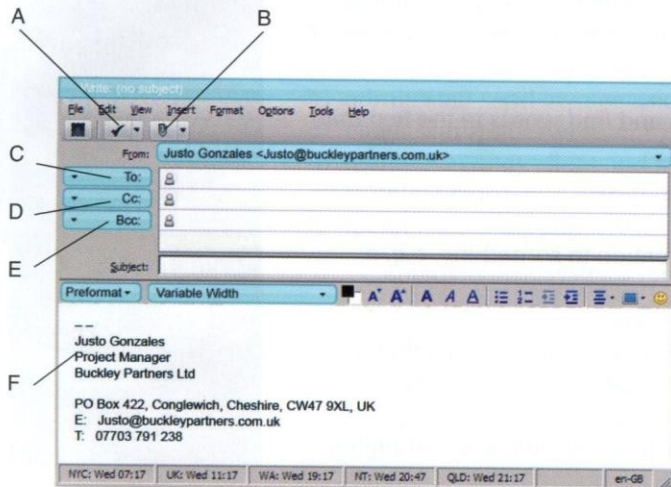 A
B
Write: (no subject)
File Edit View Insert Format Options Tools Help
From: Justo Gonzales <Justo@buckleypartners.com.uk>
C
To:
D
Cc:
Bcc:
E
Subject:
Preformat Variable Width
A A A A A
F
– –
Justo Gonzales
Project Manager
Buckley Partners Ltd
PO Box 422, Conglewich, Cheshire, CW47 9XL, UK
E: Justo@buckleypartners.com.uk
T: 07703 791 238
NYC: Wed 07:17 UK: Wed 11:17 WA: Wed 19:17 NT: Wed 20:47 QLD: Wed 21:17 en-GB